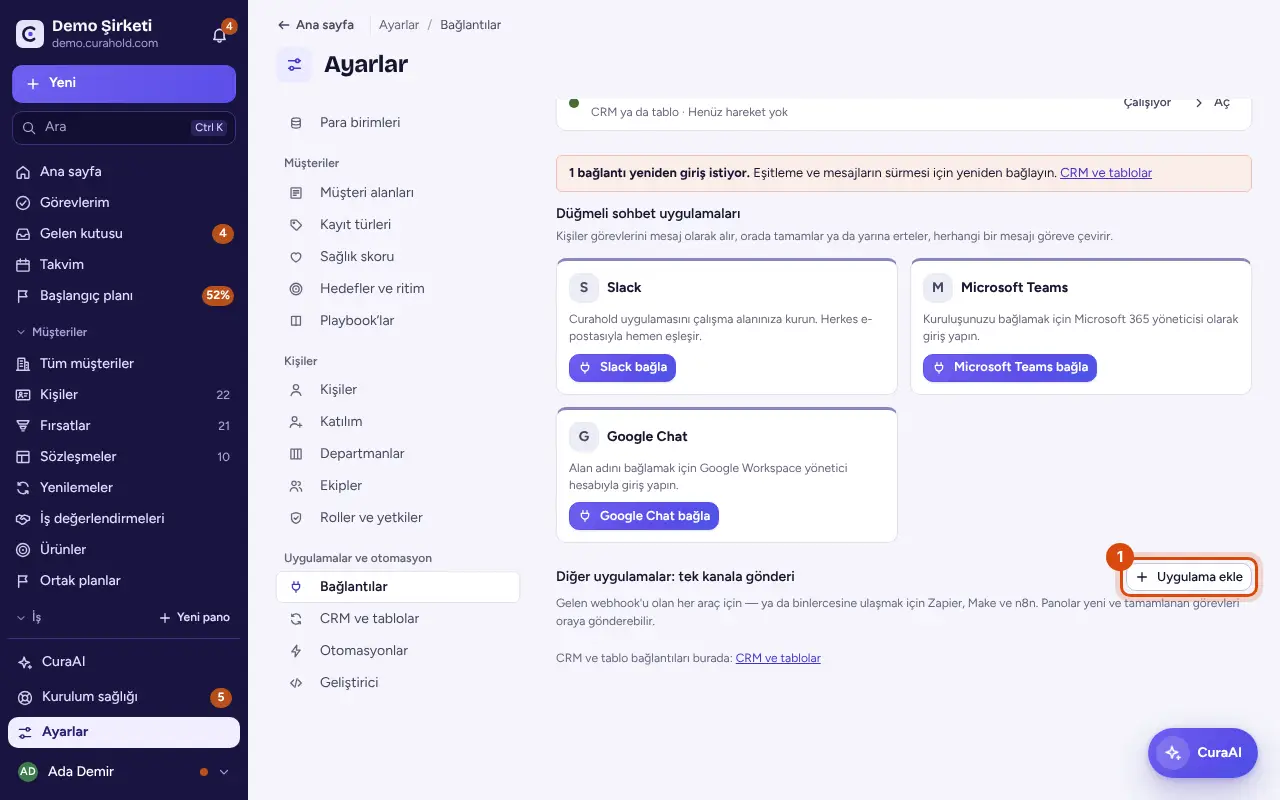 Demo Şirketi
demo.curahold.com
4
Yeni
Ara
Ctrl K
Ana sayfa
Görevlerim
Gelen kutusu
4
Takvim
Başlangıç planı
52%
Müşteriler
Tüm müşteriler
Kişiler
22
Fırsatlar
21
Sözleşmeler
10
Yenilemeler
İş değerlendirmeleri
Ürünler
Ortak planlar
İş
Yeni pano
CuraAI
Kurulum sağlığı
5
Ayarlar
AD
Ada Demir
Ana sayfa
Ayarlar / Bağlantılar
Ayarlar
Para birimleri
Müşteriler
Müşteri alanları
Kayıt türleri
Sağlık skoru
Hedefler ve ritim
Playbook'lar
Kişiler
Kişiler
Katılım
Departmanlar
Ekipler
Roller ve yetkiler
Uygulamalar ve otomasyon
Bağlantılar
CRM ve tablolar
Otomasyonlar
Geliştirici
CRM ya da tablo · Henüz hareket yok
Çalışıyor
Aç
1 bağlantı yeniden giriş istiyor. Eşitleme ve mesajların sürmesi için yeniden bağlayın. CRM ve tablolar
Düğmeli sohbet uygulamaları
Kişiler görevlerini mesaj olarak alır, orada tamamlar ya da yarına erteler, herhangi bir mesajı göreve çevirir.
S
Slack
Curahold uygulamasını çalışma alanınıza kurun. Herkes e-
postasıyla hemen eşleşir.
Slack bağla
M
Microsoft Teams
Kuruluşunuzu bağlamak için Microsoft 365 yöneticisi olarak
giriş yapın.
Microsoft Teams bağla
G
Google Chat
Alan adını bağlamak için Google Workspace yönetici
hesabıyla giriş yapın.
Google Chat bağla
Diğer uygulamalar: tek kanala gönderi
1
Uygulama ekle
Gelen webhook'u olan her araç için — ya da binlercesine ulaşmak için Zapier, Make ve n8n. Panolar yeni ve tamamlanan görevleri
oraya gönderebilir.
CRM ve tablo bağlantıları burada: CRM ve tablolar
CuraAI